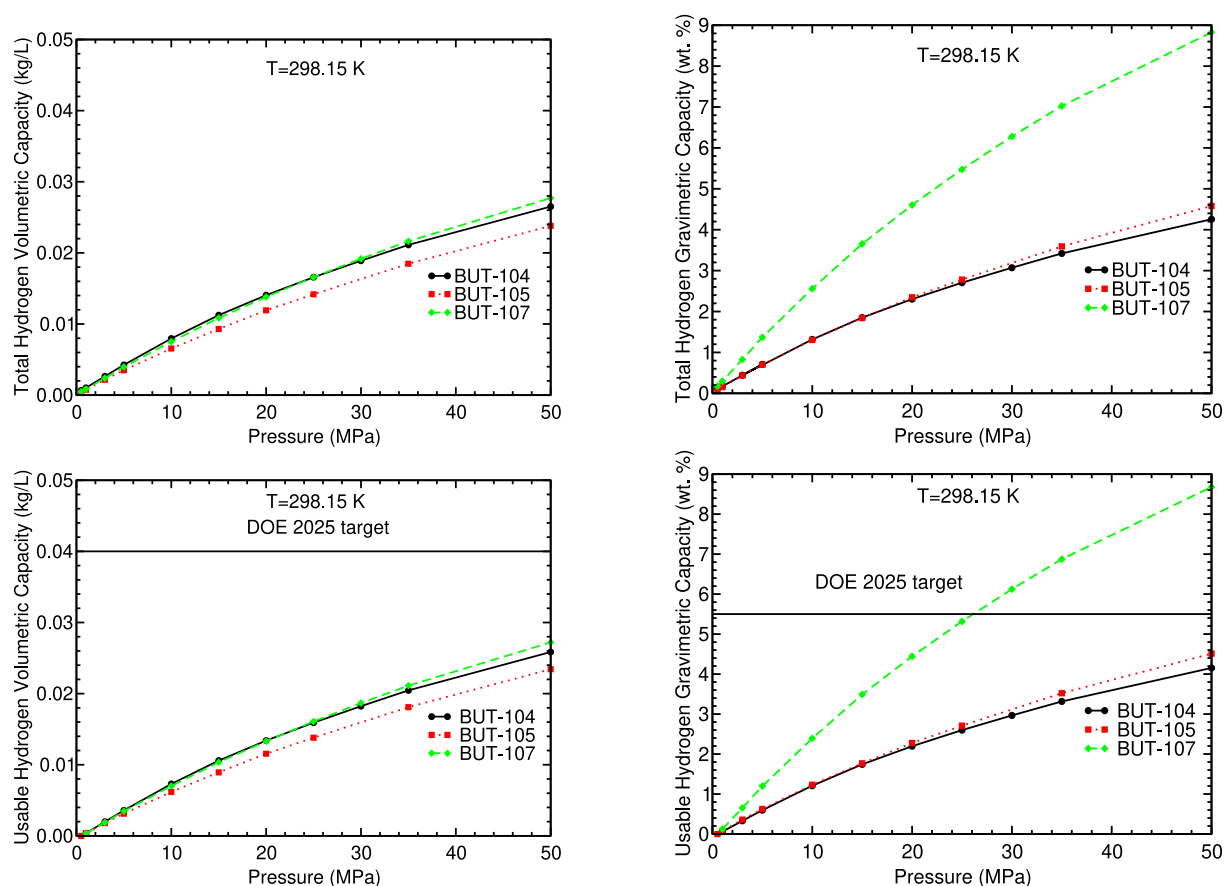 Total Hydrogen Volumetric Capacity (kg/L)
0.05
0.04
0.03
0.02
0.01
0.00
T=298.15 K
BUT-104
BUT-105
BUT-107
0 10 20 30 40 50
Pressure (MPa)
Total Hydrogen Gravimetric Capacity (wt. %)
9
8
7
6
5
4
3
2
1
0
T=298.15 K
BUT-104
BUT-105
BUT-107
0 10 20 30 40 50
Pressure (MPa)
Usable Hydrogen Volumetric Capacity (kg/L)
0.05
0.04
0.03
0.02
0.01
0.00
T=298.15 K
DOE 2025 target
BUT-104
BUT-105
BUT-107
0 10 20 30 40 50
Pressure (MPa)
Usable Hydrogen Gravimetric Capacity (wt. %)
9
8
7
6
5
4
3
2
1
0
T=298.15 K
DOE 2025 target
BUT-104
BUT-105
BUT-107
0 10 20 30 40 50
Pressure (MPa)